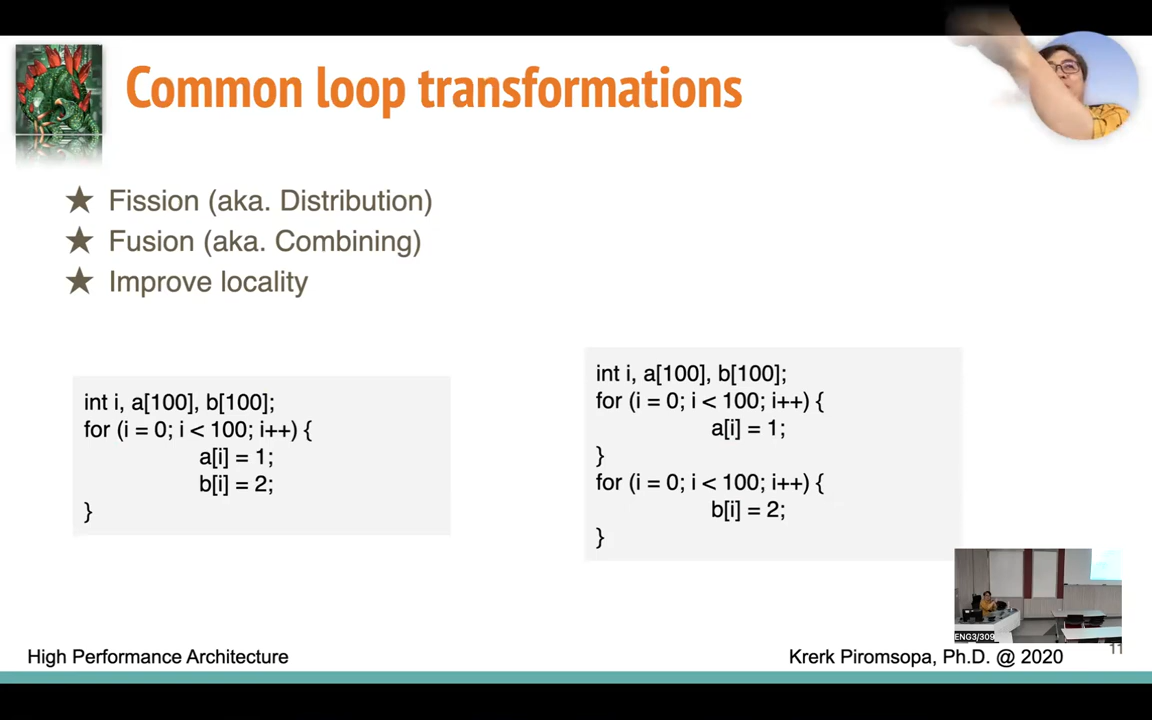 Common loop transformations
★ Fission (aka. Distribution)
★ Fusion (aka. Combining)
★ Improve locality
int i, a[100], b[100];
for (i = 0; i < 100; i++) {
a[i] = 1;
b[i] = 2;
}
int i, a[100], b[100];
for (i = 0; i < 100; i++) {
a[i] = 1;
}
for (i = 0; i < 100; i++) {
b[i] = 2;
}
ENG3/309
High Performance Architecture
Krerk Piromsopa, Ph.D. @ 2020
11